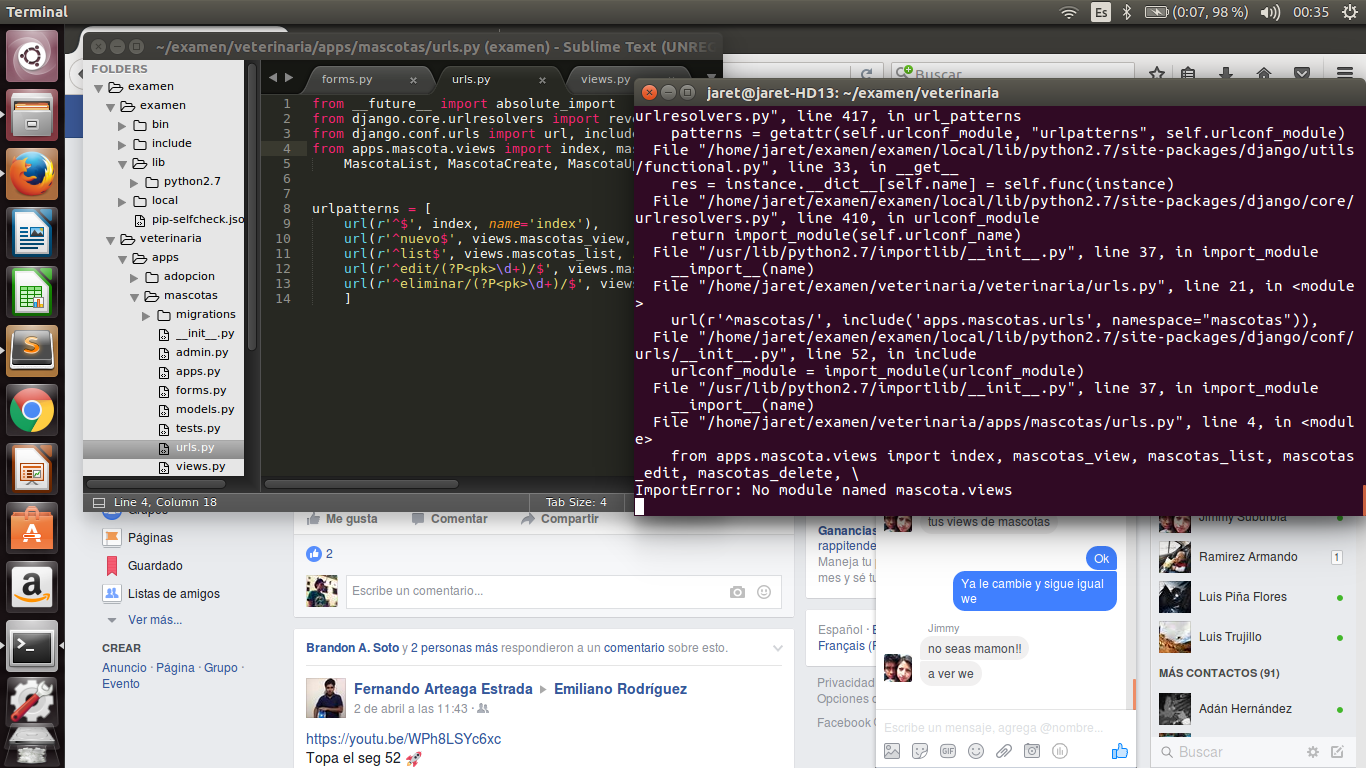 Terminal
Es
(0:07, 98 %)
00:35
~/examen/veterinaria/apps/mascotas/urls.py (examen) - Sublime Text (UNREC
FOLDERS
examen
examen
bin
include
lib
python2.7
local
pip-selfcheck.jso
veterinaria
apps
adopcion
mascotas
migrations
__init__.py
admin.py
apps.py
forms.py
models.py
tests.py
urls.py
views.py
forms.py
urls.py
views.py
1 from __future__ import absolute_import
2 from django.core.urlresolvers import rev
3 from django.conf.urls import url, include
4 from apps.mascota.views import index, mas
5 MascotaList, MascotaCreate, MascotaUp
6
7
8 urlpatterns = [
9 url(r'^$', index, name='index'),
10 url(r'^nuevo$', views.mascotas_view,
11 url(r'^list$', views.mascotas_list,
12 url(r'^edit/(?P<pk>\d+)/$', views.mas
13 url(r'^eliminar/(?P<pk>\d+)/$', views
14 ]
Line 4, Column 18
Tab Size: 4
Buscar
jaret@jaret-HD13: ~/examen/veterinaria
urlresolvers.py", line 417, in url_patterns
patterns = getattr(self.urlconf_module, "urlpatterns", self.urlconf_module)
File "/home/jaret/examen/examen/local/lib/python2.7/site-packages/django/utils
/functional.py", line 33, in __get__
res = instance.__dict__[self.name] = self.func(instance)
File "/home/jaret/examen/examen/local/lib/python2.7/site-packages/django/core/
urlresolvers.py", line 410, in urlconf_module
return import_module(self.urlconf_name)
File "/usr/lib/python2.7/importlib/__init__.py", line 37, in import_module
__import__(name)
File "/home/jaret/examen/veterinaria/veterinaria/urls.py", line 21, in <module
>
url(r'^mascotas/', include('apps.mascotas.urls', namespace="mascotas")),
File "/home/jaret/examen/examen/local/lib/python2.7/site-packages/django/conf/
urls/__init__.py", line 52, in include
urlconf_module = import_module(urlconf_module)
File "/usr/lib/python2.7/importlib/__init__.py", line 37, in import_module
__import__(name)
File "/home/jaret/examen/veterinaria/apps/mascotas/urls.py", line 4, in <modul
e>
from apps.mascota.views import index, mascotas_view, mascotas_list, mascotas
_edit, mascotas_delete, \
ImportError: No module named mascota.views
Grupos
Páginas
Guardado
Listas de amigos
Ver más...
CREAR
Anuncio · Página · Grupo ·
Evento
Me gusta
Comentar
Compartir
2
Escribe un comentario...
Brandon A. Soto y 2 personas más respondieron a un comentario sobre esto.
Fernando Arteaga Estrada
Emiliano Rodríguez
2 de abril a las 11:43 ·
https://youtu.be/WPh8LSYc6xc
Topa el seg 52 🚀
Ganancias
rappitende
Maneja tu
mes y sé tu
Español ·
Français (
Privacidad
Opciones
Facebook
tus views de mascotas
Ok
Ya le cambie y sigue igual
we
Jimmy
no seas mamon!!
a ver we
Escribe un mensaje, agrega @nombre...
GIF
Jimmy Suburbia
Ramirez Armando
1
Luis Piña Flores
Luis Trujillo
MÁS CONTACTOS (91)
Adán Hernández
Buscar